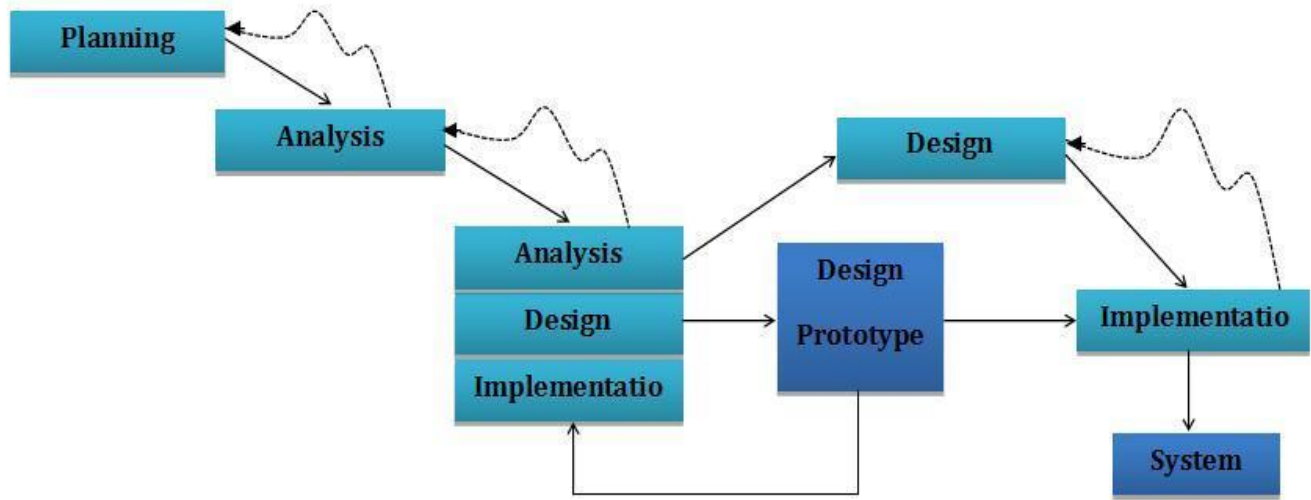 Planning
Analysis
Analysis
Design
Implementatio
Design
Prototype
Design
Implementatio
System